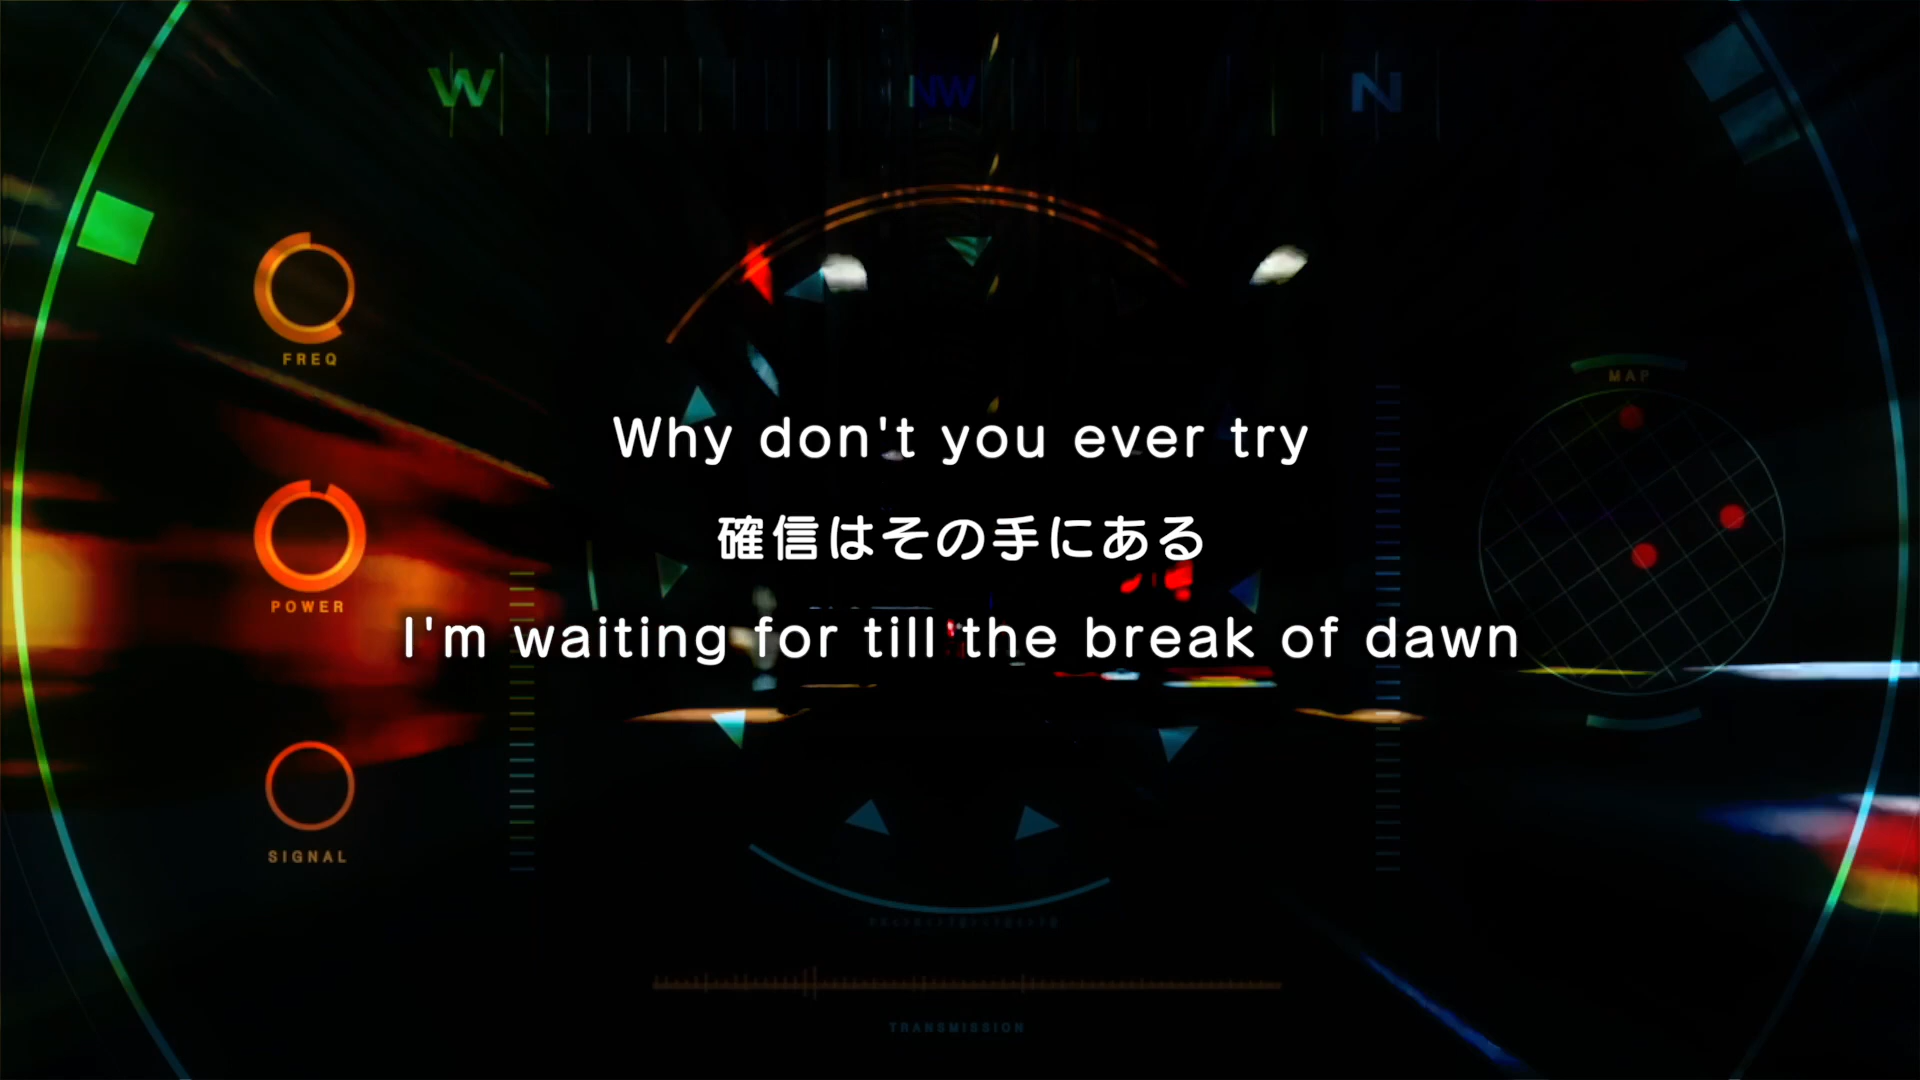 W NW N
FREQ
MAP
Why don't you ever try
確信はその手にある
POWER
I'm waiting for till the break of dawn
SIGNAL
TRANSMISSION